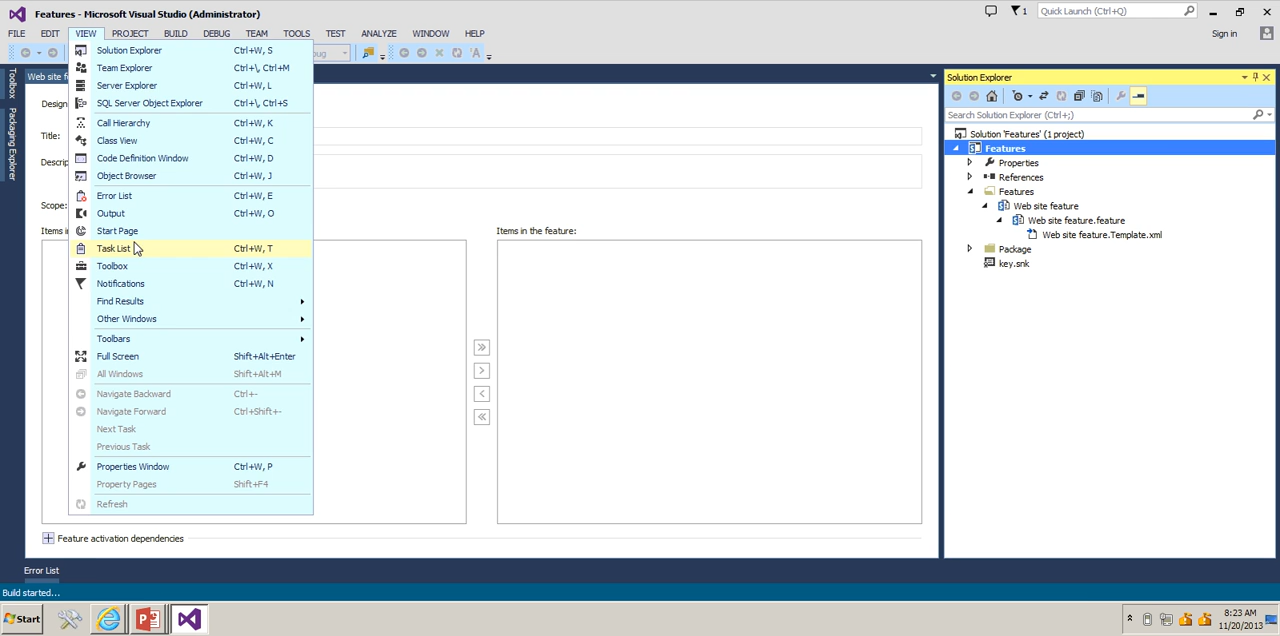 Features - Microsoft Visual Studio (Administrator)
1
Quick Launch (Ctrl+Q)
FILE EDIT VIEW PROJECT BUILD DEBUG TEAM TOOLS TEST ANALYZE WINDOW HELP
Sign in
Toolbox
Packaging Explorer
Web site
Design
Title:
Descrip
Scope:
Items in
Solution Explorer Ctrl+W, S
Team Explorer Ctrl+\, Ctrl+M
Server Explorer Ctrl+W, L
SQL Server Object Explorer Ctrl+\, Ctrl+S
Call Hierarchy Ctrl+W, K
Class View Ctrl+W, C
Code Definition Window Ctrl+W, D
Object Browser Ctrl+W, J
Error List Ctrl+W, E
Output Ctrl+W, O
Start Page
Task List Ctrl+W, T
Toolbox Ctrl+W, X
Notifications Ctrl+W, N
Find Results
Other Windows
Toolbars
Full Screen Shift+Alt+Enter
All Windows Shift+Alt+M
Navigate Backward Ctrl+-
Navigate Forward Ctrl+Shift+-
Next Task
Previous Task
Properties Window Ctrl+W, P
Property Pages Shift+F4
Refresh
Items in the feature:
Feature activation dependencies
Solution Explorer
Search Solution Explorer (Ctrl+;)
Solution 'Features' (1 project)
Features
Properties
References
Features
Web site feature
Web site feature.feature
Web site feature.Template.xml
Package
key.snk
Error List
Build started...
Start
8:23 AM
11/20/2013